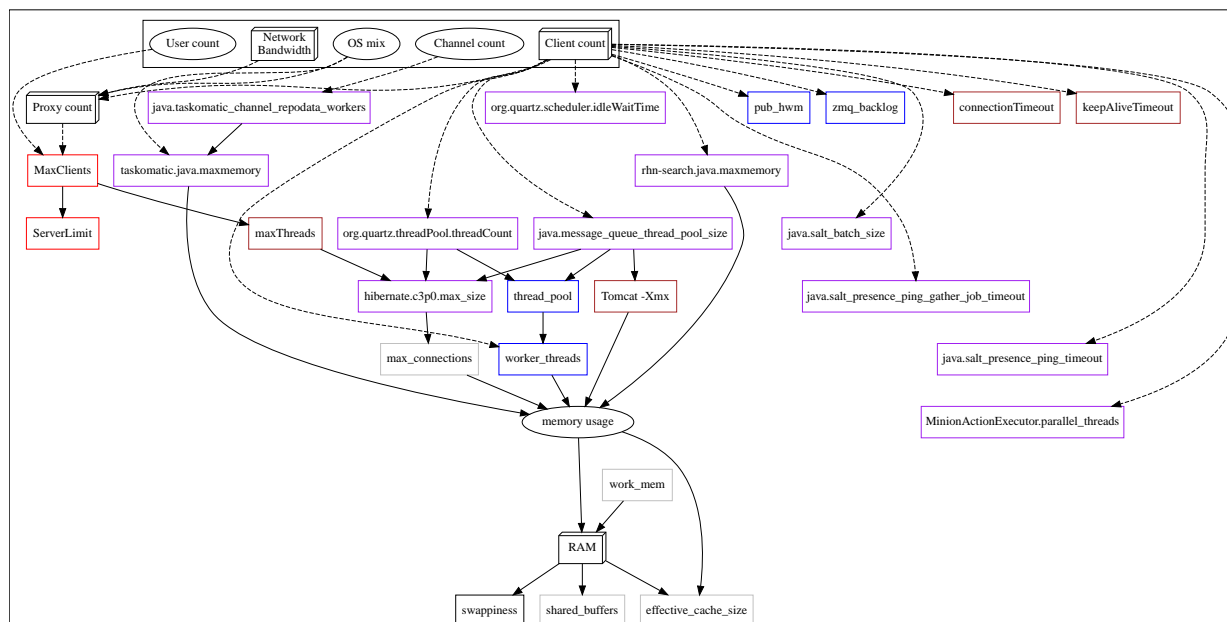 User count
Network
Bandwidth
OS mix
Channel count
Client count
Proxy count
java.taskomatic_channel_repodata_workers
org.quartz.scheduler.idleWaitTime
pub_hwm
zmq_backlog
connectionTimeout
keepAliveTimeout
MaxClients
taskomatic.java.maxmemory
rhn-search.java.maxmemory
ServerLimit
maxThreads
org.quartz.threadPool.threadCount
java.message_queue_thread_pool_size
java.salt_batch_size
hibernate.c3p0.max_size
thread_pool
Tomcat -Xmx
java.salt_presence_ping_gather_job_timeout
max_connections
worker_threads
java.salt_presence_ping_timeout
memory usage
MinionActionExecutor.parallel_threads
work_mem
RAM
swappiness
shared_buffers
effective_cache_size